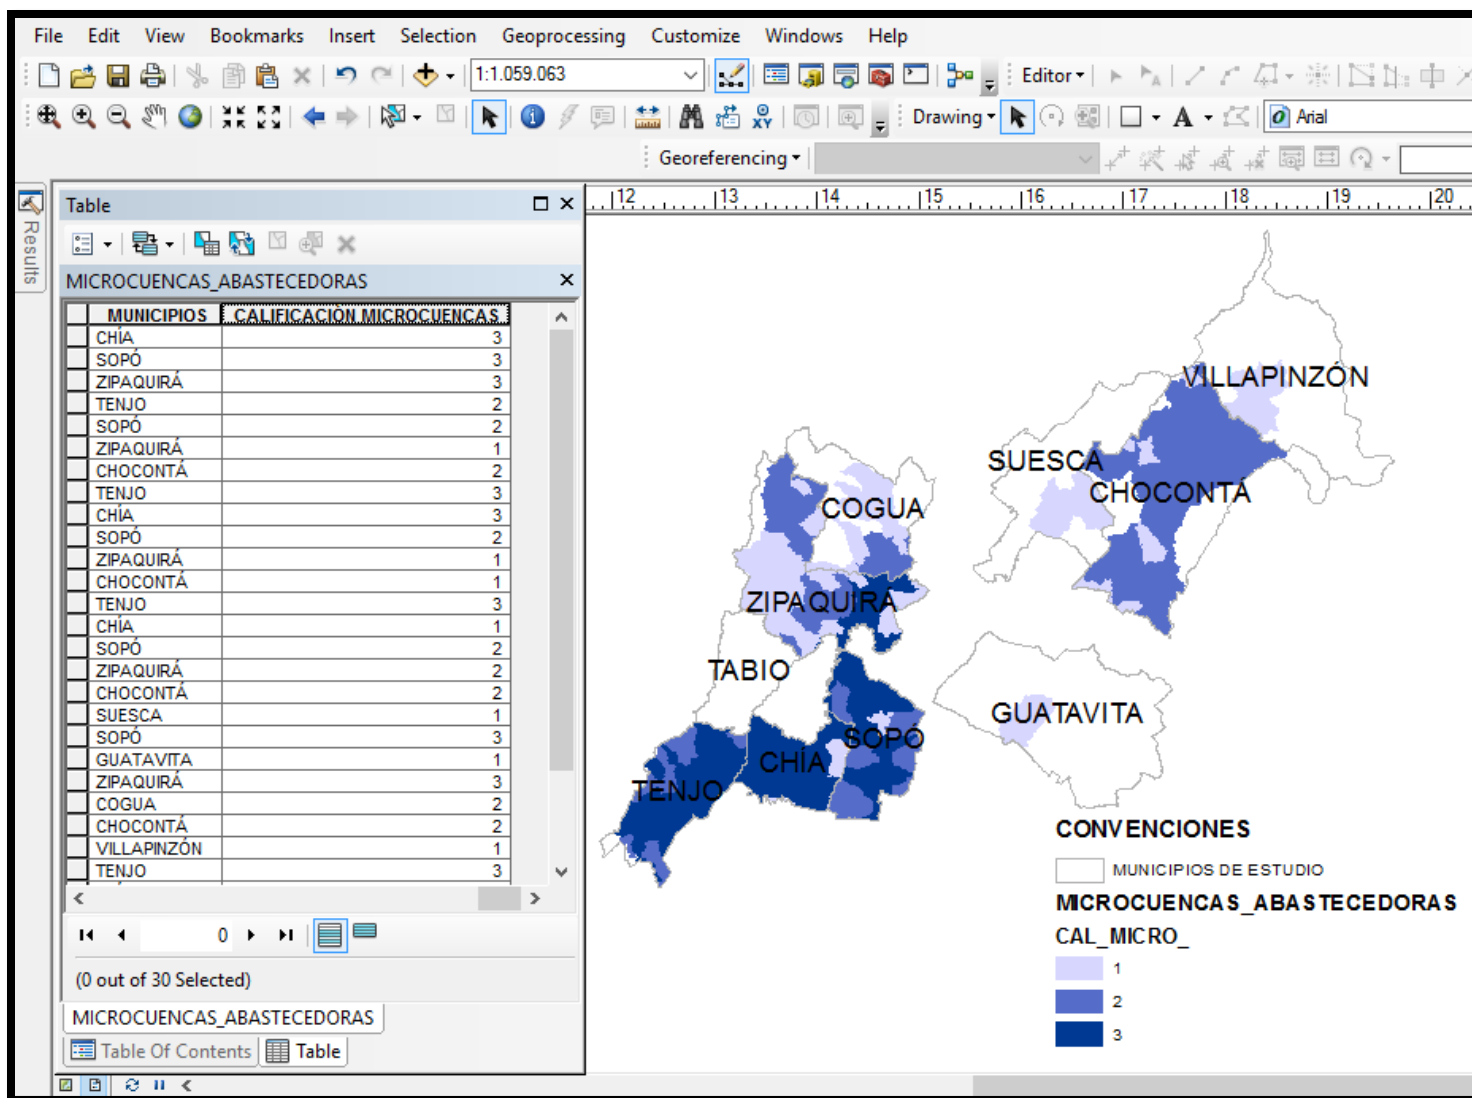 File Edit View Bookmarks Insert Selection Geoprocessing Customize Windows Help
1:1.059.063 Editor
Drawing A Arial
Georeferencing
Results
Table
MICROCUENCAS_ABASTECEDORAS
MUNICIPIOS CALIFICACIÒN MICROCUENCAS
CHÍA 3
SOPÓ 3
ZIPAQUIRÁ 3
TENJO 2
SOPÓ 2
ZIPAQUIRÁ 1
CHOCONTÁ 2
TENJO 3
CHÍA 3
SOPÓ 2
ZIPAQUIRÁ 1
CHOCONTÁ 1
TENJO 3
CHÍA 1
SOPÓ 2
ZIPAQUIRÁ 2
CHOCONTÁ 2
SUESCA 1
SOPÓ 3
GUATAVITA 1
ZIPAQUIRÁ 3
COGUA 2
CHOCONTÁ 2
VILLAPINZÓN 1
TENJO 3
0
(0 out of 30 Selected)
MICROCUENCAS_ABASTECEDORAS
Table Of Contents Table
12 13 14 15 16 17 18 19 20
VILLAPINZÓN
SUESCA
CHOCONTÁ
COGUA
ZIPAQUIRÁ
TABIO
GUATAVITA
SOPÓ
CHÍA
TENJO
CONVENCIONES
MUNICIPIOS DE ESTUDIO
MICROCUENCAS_ABASTECEDORAS
CAL_MICRO_
1
2
3